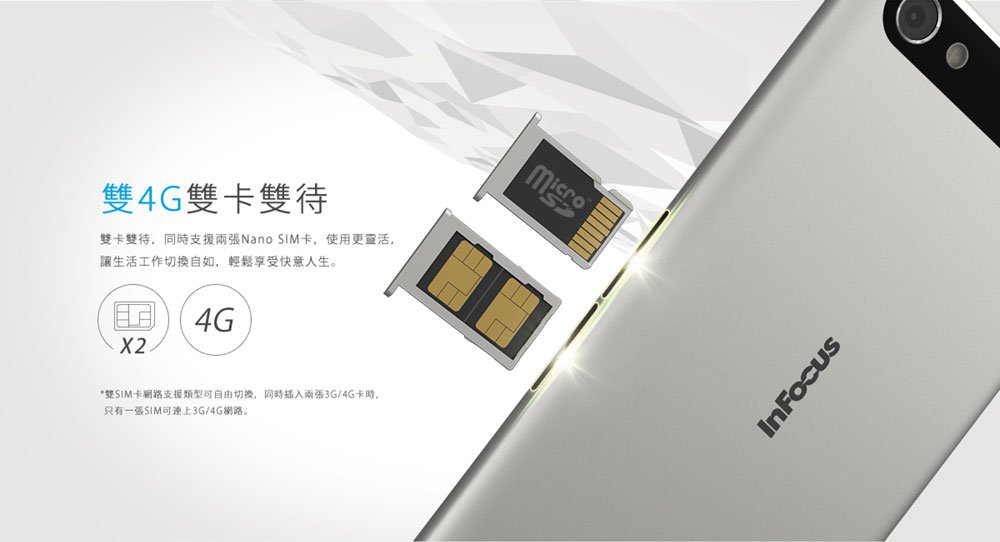 雙4G雙卡雙待
雙卡雙待，同時支援兩張Nano SIM卡，使用更靈活，
讓生活工作切換自如，輕鬆享受快意人生。
X2
4G
*雙SIM卡網路支援類型可自由切換，同時插入兩張3G/4G卡時，
只有一張SIM可連上3G/4G網路。
Micro
SD
InFocus